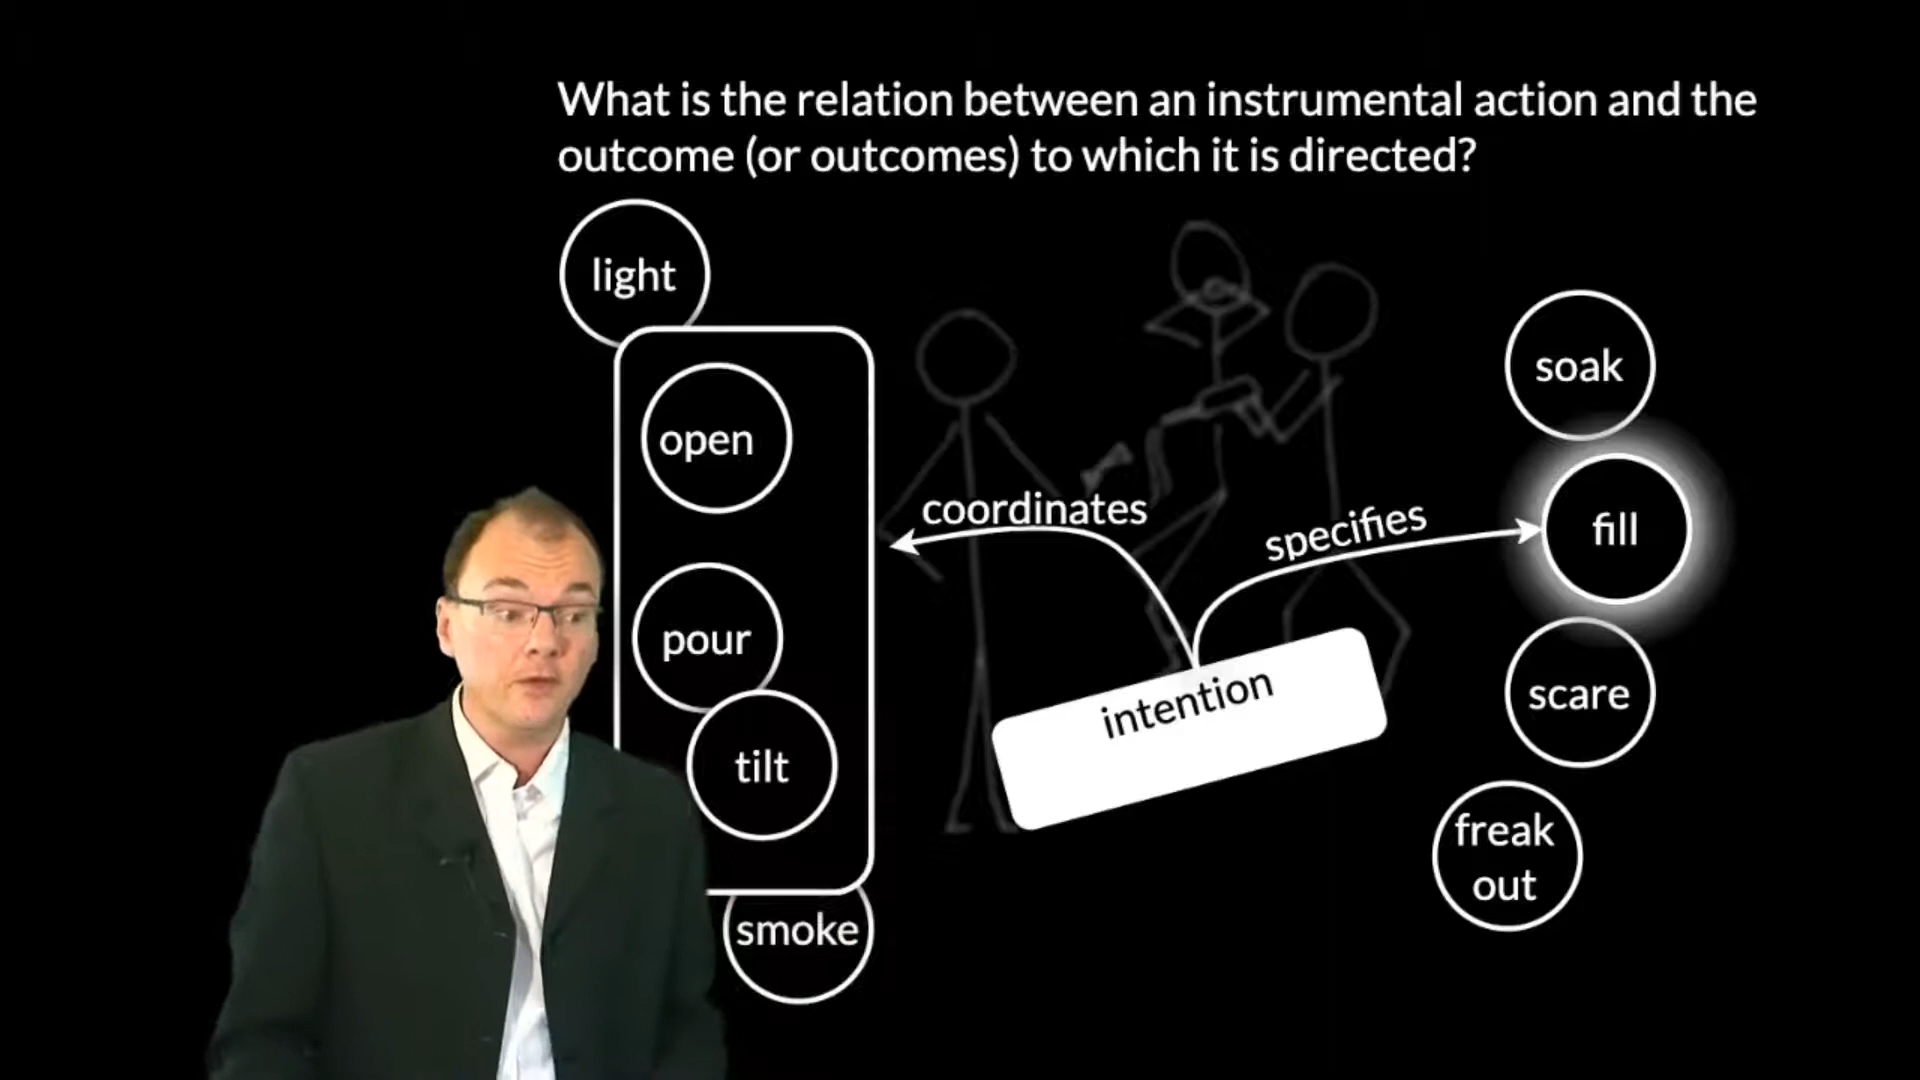 What is the relation between an instrumental action and the
outcome (or outcomes) to which it is directed?
light
open
pour
tilt
smoke
coordinates
specifies
intention
soak
fill
scare
freak
out